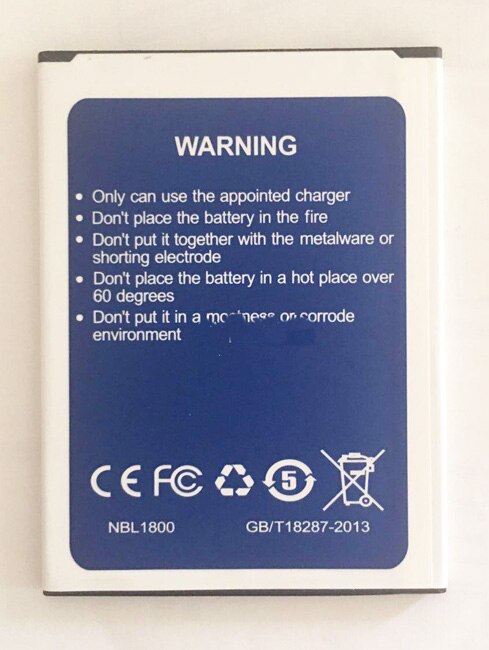 WARNING
• Only can use the appointed charger
• Don't place the battery in the fire
• Don't put it together with the metalware or
shorting electrode
• Don't place the battery in a hot place over
60 degrees
• Don't put it in a or corrode
environment
CE FC 5
NBL1800 GB/T18287-2013